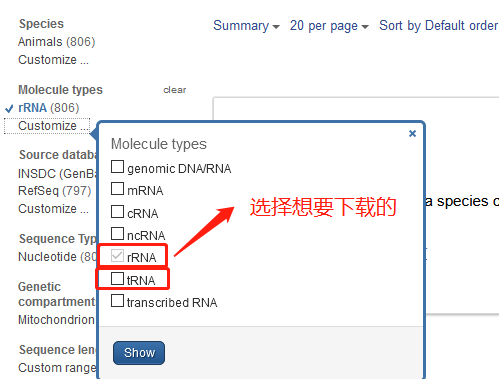 Species
Animals (806)
Customize ...
Molecule types
clear
rRNA (806)
Customize ...
Source datab
INSDC (GenBa
RefSeq (797)
Customize ...
Sequence Typ
Nucleotide (80
Genetic
compartment
Mitochondrion
Sequence leng
Custom range
Summary
20 per page
Sort by Default order
Molecule types
×
genomic DNA/RNA
mRNA
cRNA
ncRNA
rRNA
tRNA
transcribed RNA
Show
选择想要下载的
a species o